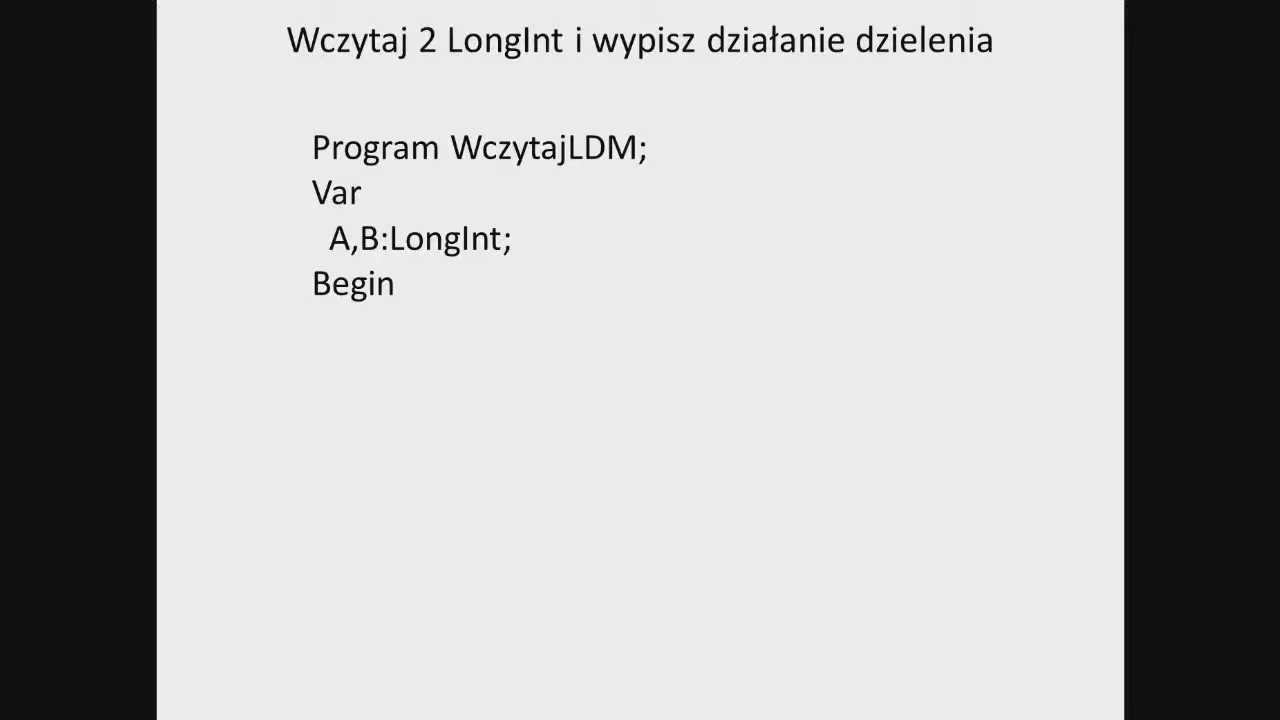 Wczytaj 2 LongInt i wypisz działanie dzielenia
Program WczytajLDM;
Var
A,B:LongInt;
Begin